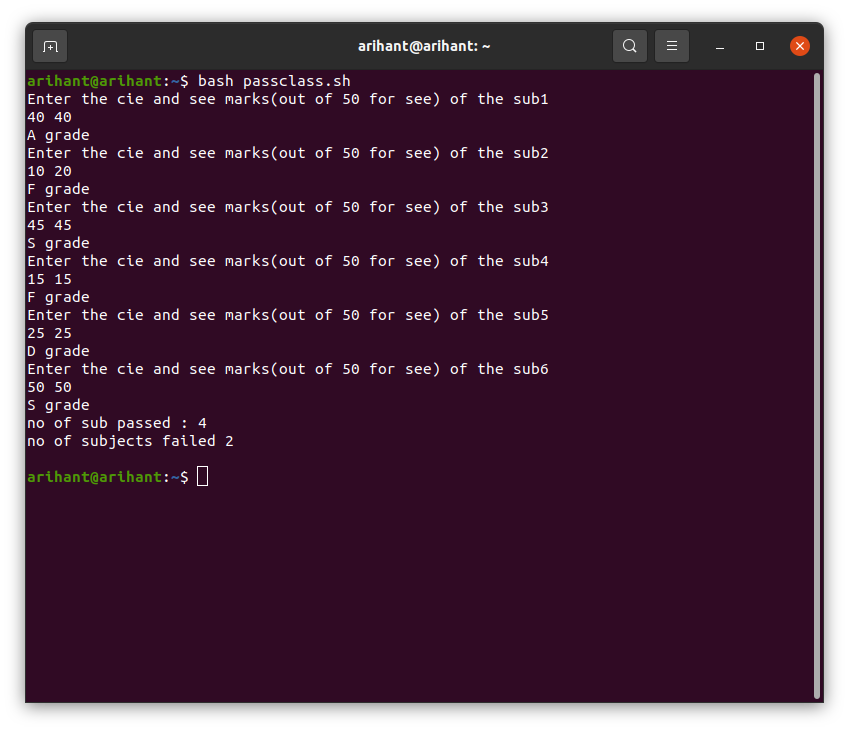 arihant@arihant: ~
arihant@arihant:~$ bash passclass.sh
Enter the cie and see marks(out of 50 for see) of the sub1
40 40
A grade
Enter the cie and see marks(out of 50 for see) of the sub2
10 20
F grade
Enter the cie and see marks(out of 50 for see) of the sub3
45 45
S grade
Enter the cie and see marks(out of 50 for see) of the sub4
15 15
F grade
Enter the cie and see marks(out of 50 for see) of the sub5
25 25
D grade
Enter the cie and see marks(out of 50 for see) of the sub6
50 50
S grade
no of sub passed : 4
no of subjects failed 2
arihant@arihant:~$